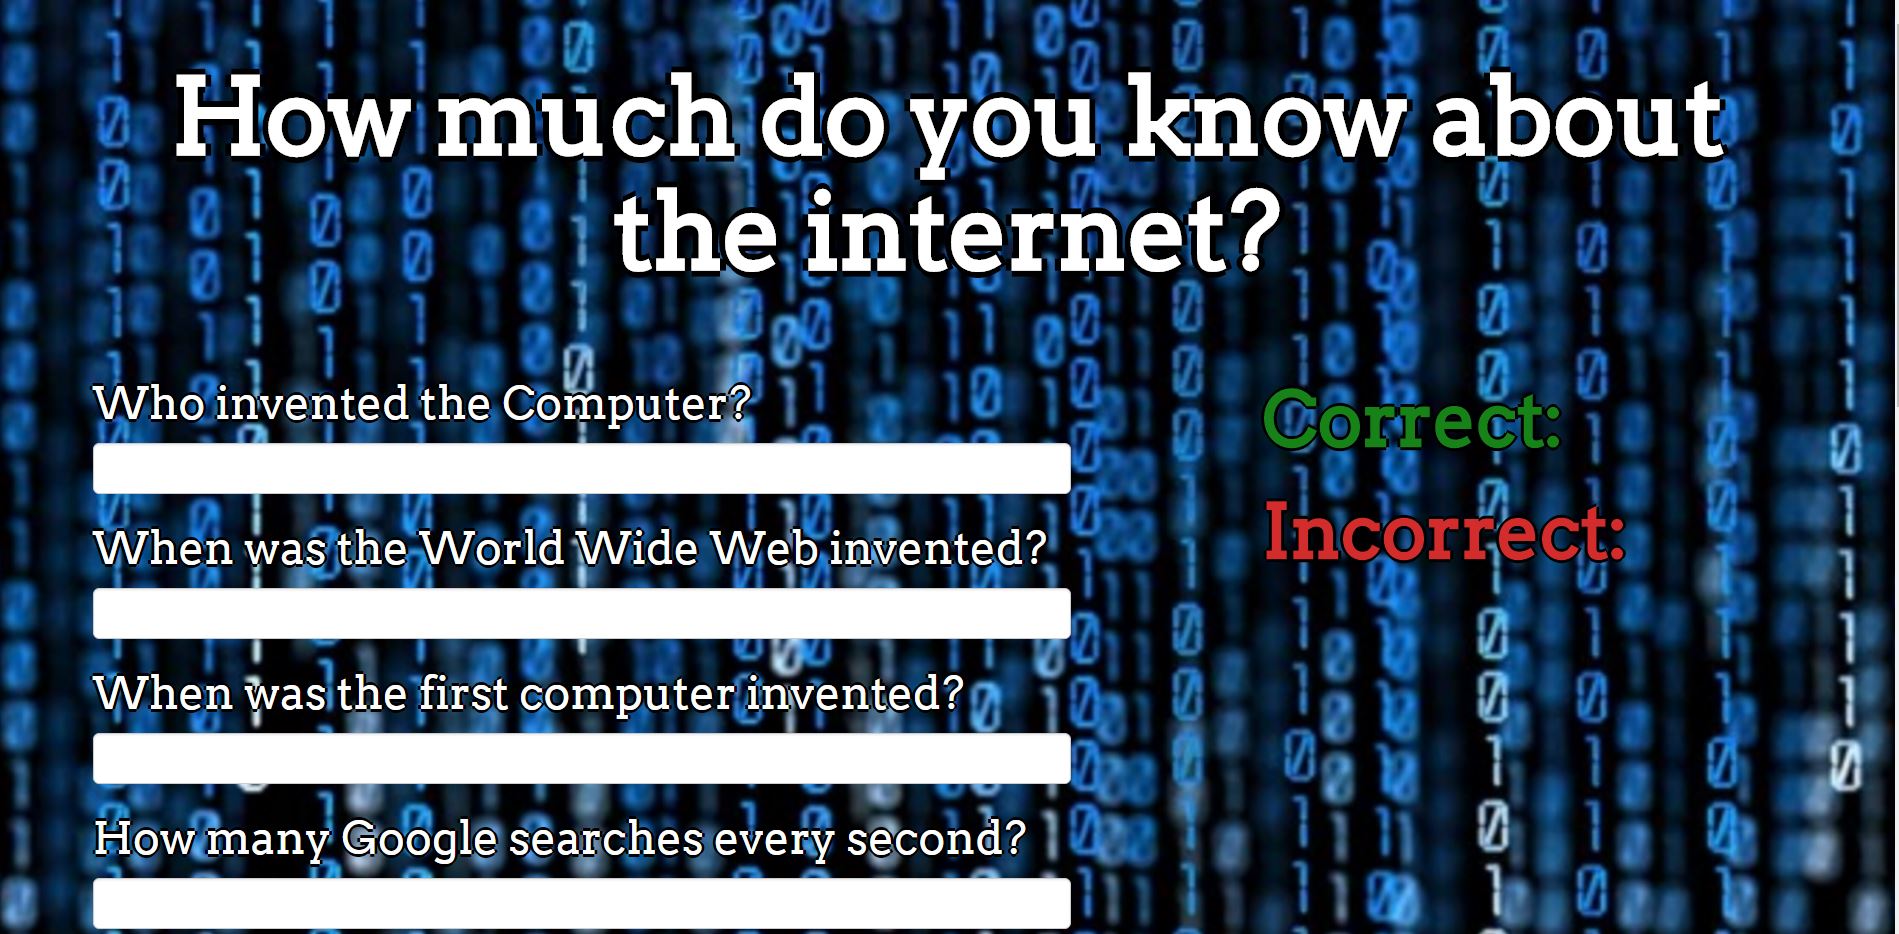 How much do you know about
the internet?
Who invented the Computer?
When was the World Wide Web invented?
When was the first computer invented?
How many Google searches every second?
Correct:
Incorrect: